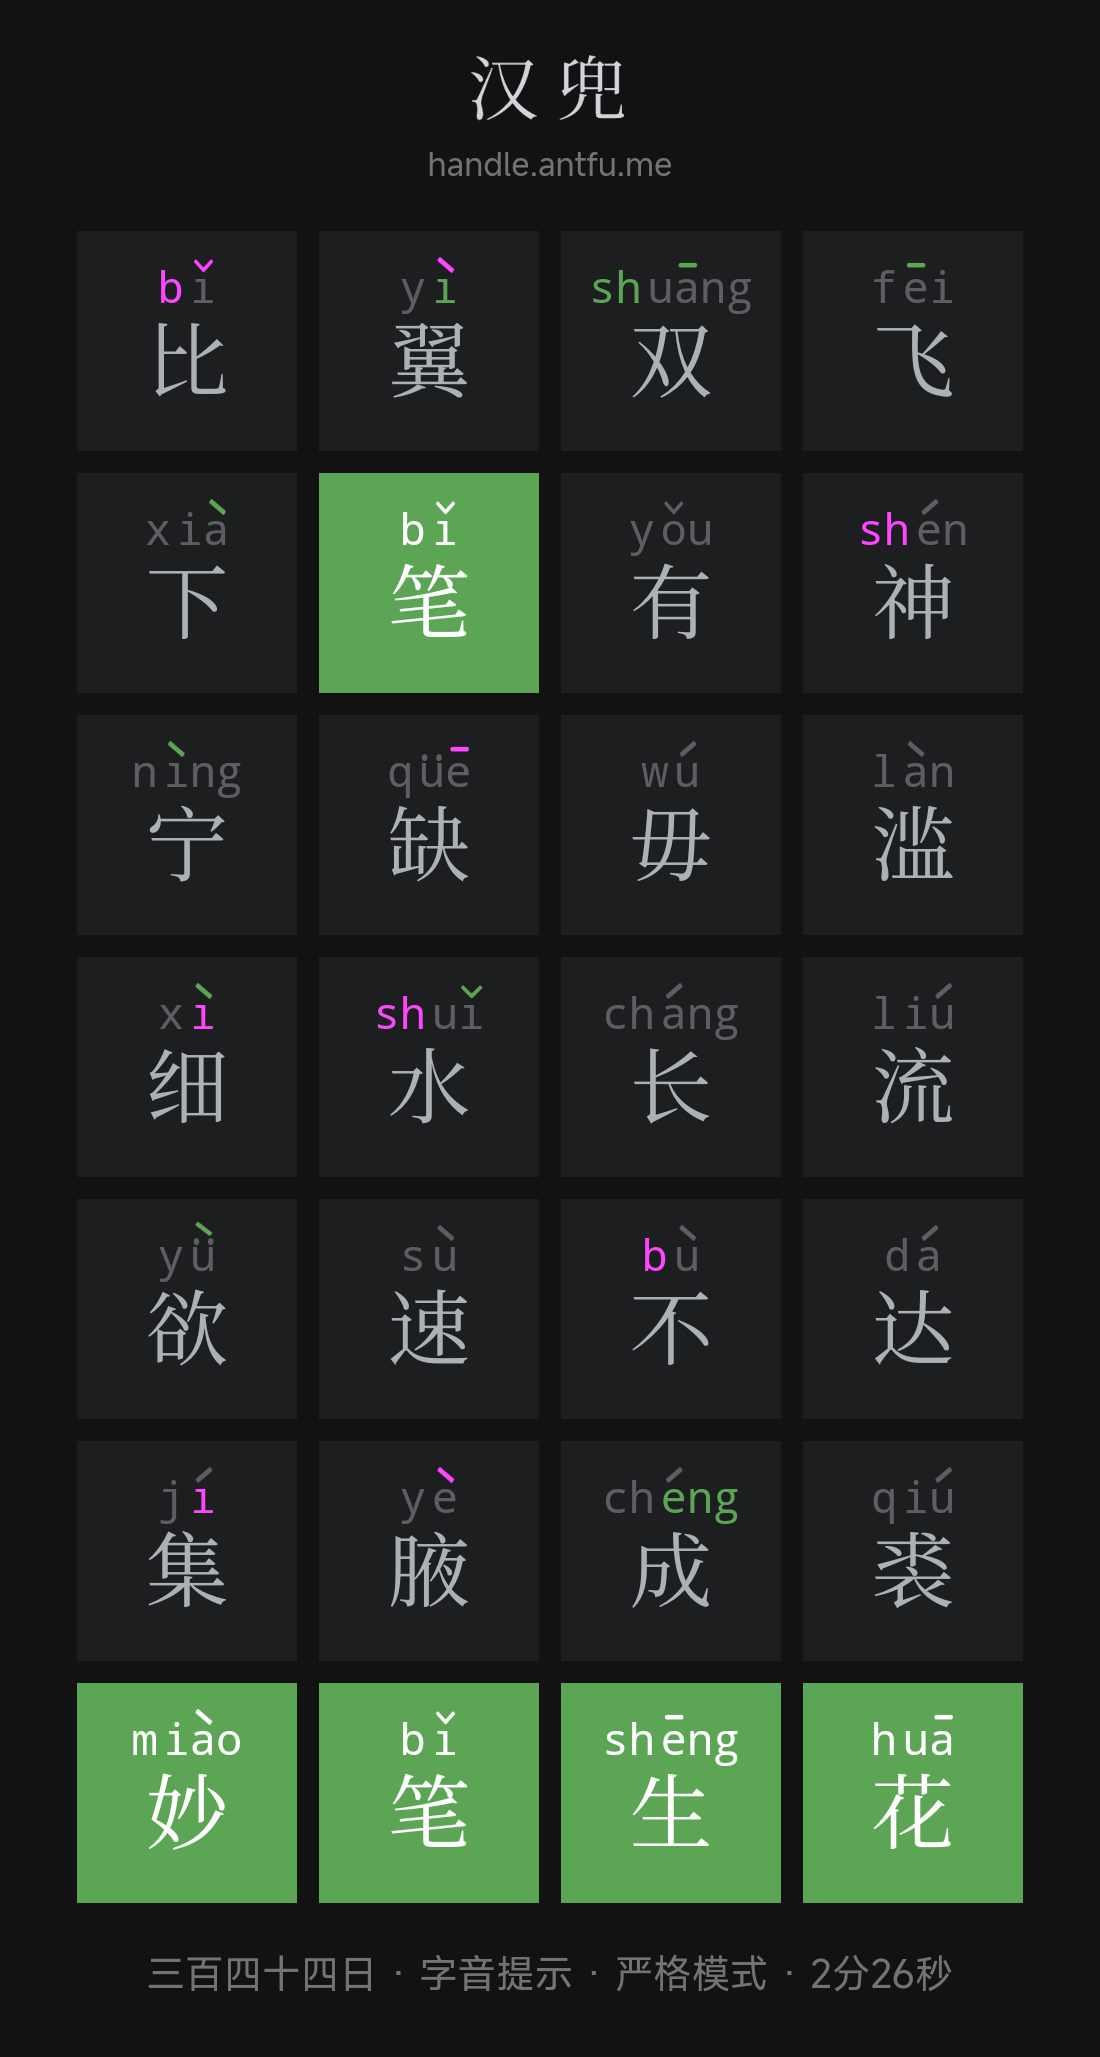 汉兜
handle.antfu.me
bǐ yì shuāng fēi
比 翼 双 飞
xià bǐ yǒu shén
下 笔 有 神
nìng qüē wú làn
宁 缺 毋 滥
xì shuǐ cháng liú
细 水 长 流
yǜ sù bù dá
欲 速 不 达
jí yè chéng qiú
集 腋 成 裘
miào bǐ shēng huā
妙 笔 生 花
三百四十四日 · 字音提示 · 严格模式 · 2分26秒